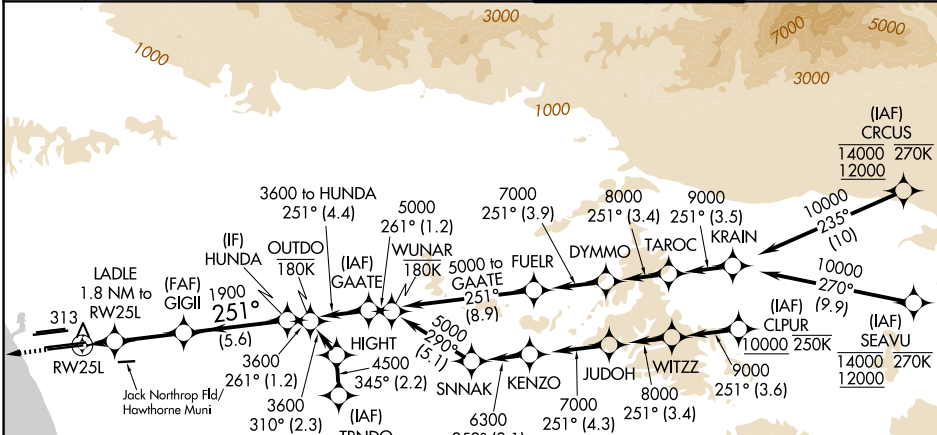 3000
7000
5000
1000
3000
1000
(IAF)
CRCUS
14000 270K
12000
3600 to HUNDA
251° (4.4)
7000
251° (3.9)
8000
251° (3.4)
9000
251° (3.5)
10000
235°
(10)
5000
261° (1.2)
(IF)
HUNDA
OUTDO
180K
(IAF)
GAATE
WUNAR
180K
5000 to
GAATE
251°
(8.9)
FUELR
DYMMO
TAROC
KRAIN
10000
270°
(9.9)
LADLE
1.8 NM to
RW25L
(FAF)
GIGII
1900
251°
(5.6)
313
RW25L
Jack Northrop Fld/
Hawthorne Muni
3600
261° (1.2)
3600
310° (2.3)
HIGHT
4500
345° (2.2)
(IAF)
5000
290°
(5.1)
SNNAK
KENZO
JUDOH
WITZZ
(IAF)
CLPUR
10000 250K
(IAF)
SEAVU
14000 270K
12000
6300
7000
251° (4.3)
8000
251° (3.4)
9000
251° (3.6)